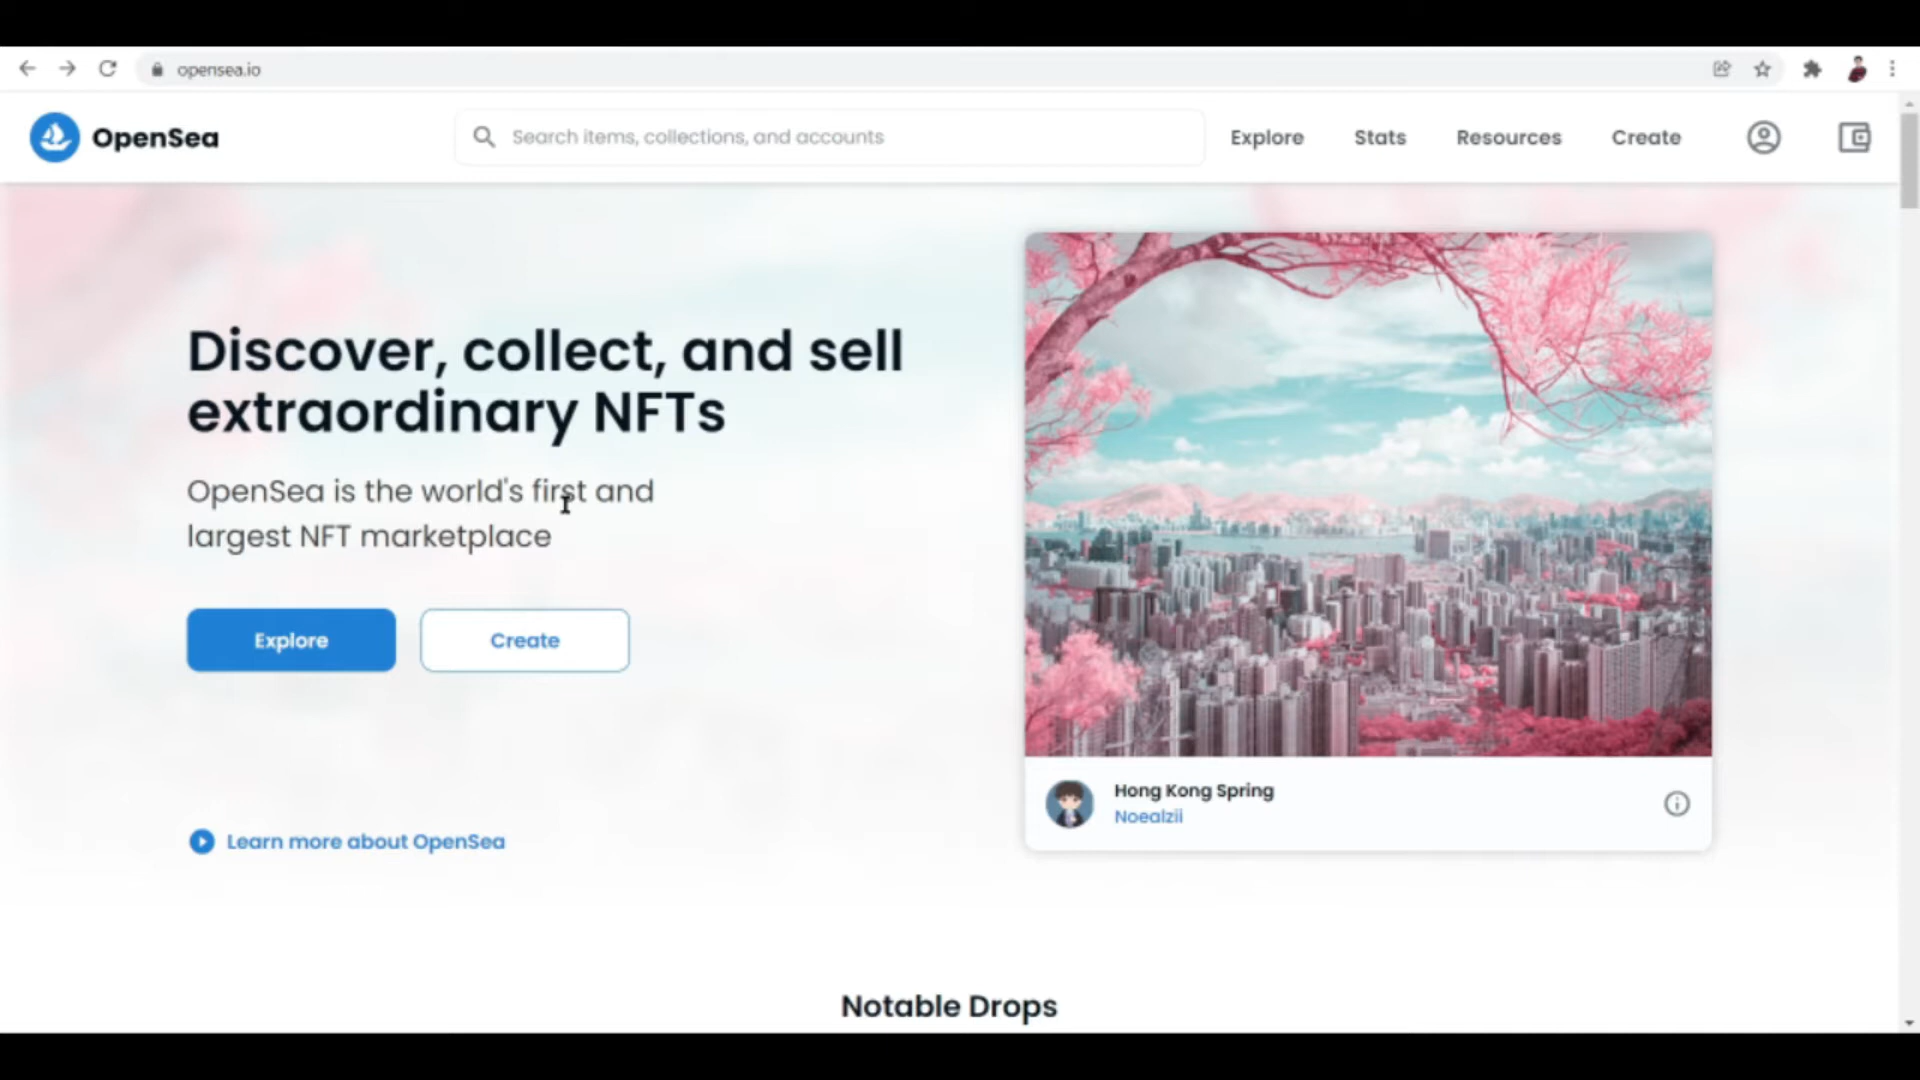 opensea.io
OpenSea
Search items, collections, and accounts
Explore
Stats
Resources
Create
Discover, collect, and sell
extraordinary NFTs
OpenSea is the world's first and
largest NFT marketplace
Explore
Create
Learn more about OpenSea
Hong Kong Spring
Noealzii
Notable Drops